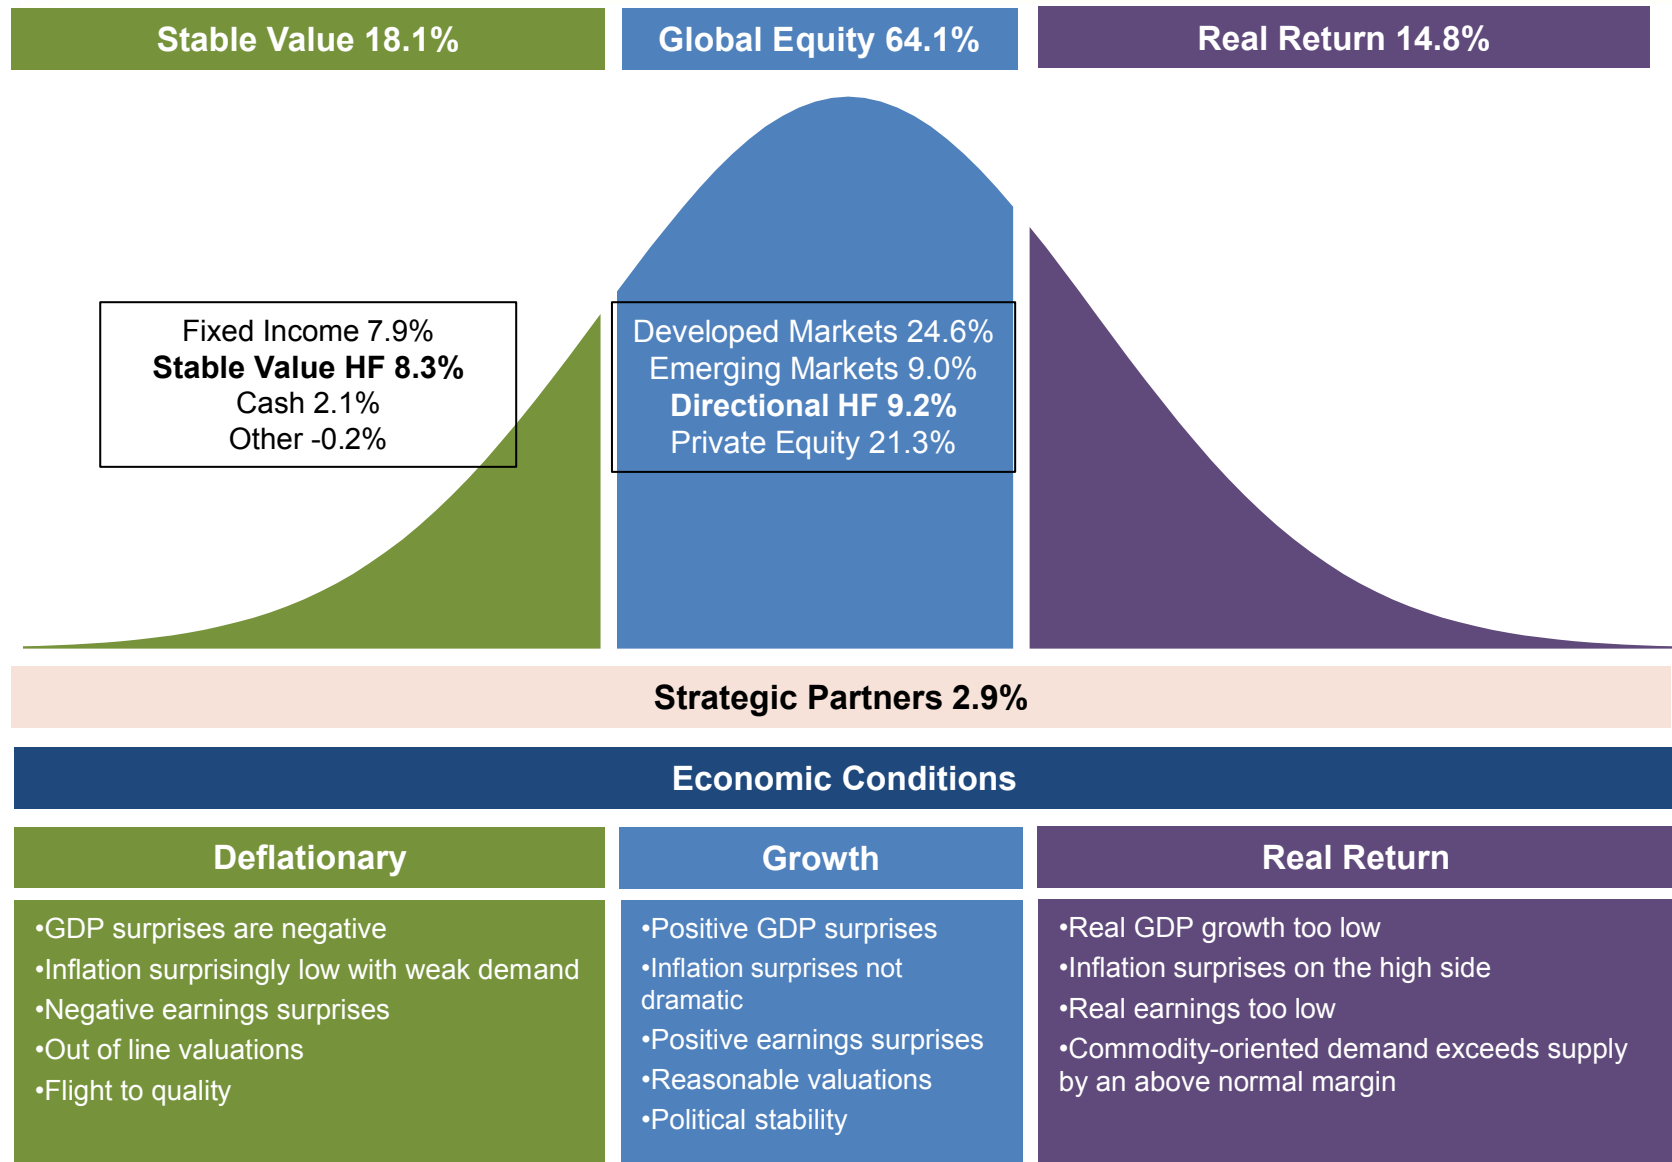 Stable Value 18.1%
Global Equity 64.1%
Real Return 14.8%
Fixed Income 7.9%
Stable Value HF 8.3%
Cash 2.1%
Other -0.2%
Developed Markets 24.6%
Emerging Markets 9.0%
Directional HF 9.2%
Private Equity 21.3%
Strategic Partners 2.9%
Economic Conditions
Deflationary
•GDP surprises are negative
•Inflation surprisingly low with weak demand
•Negative earnings surprises
•Out of line valuations
•Flight to quality
Growth
•Positive GDP surprises
•Inflation surprises not
dramatic
•Positive earnings surprises
•Reasonable valuations
•Political stability
Real Return
•Real GDP growth too low
•Inflation surprises on the high side
•Real earnings too low
•Commodity-oriented demand exceeds supply
by an above normal margin